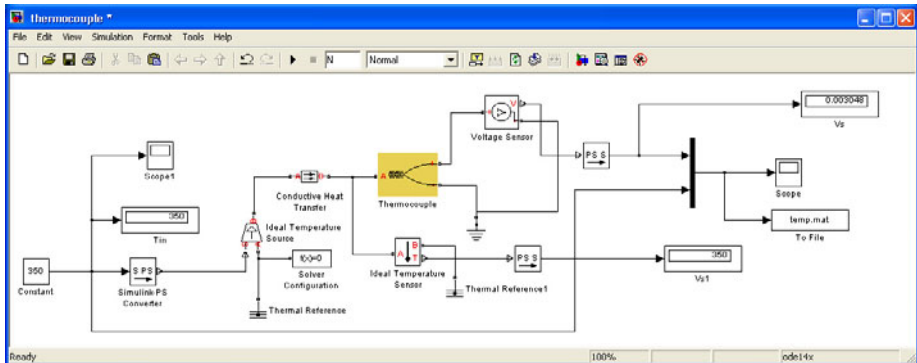 thermocouple *
File Edit View Simulation Format Tools Help
N Normal
0.003048
V
Voltage Sensor
Vs
PS S
Scope1
A
Conductive Heat
Transfer
Thermocouple
Scope
350
Tin
Ideal Temperature
Source
temp.mat
To File
350
Constant
S PS
Simulink-PS
Converter
f(x)=0
Solver
Configuration
A B
T
Ideal Temperature
Sensor
PS S
350
Vs1
Thermal Reference1
Thermal Reference
Ready 100% ode14x